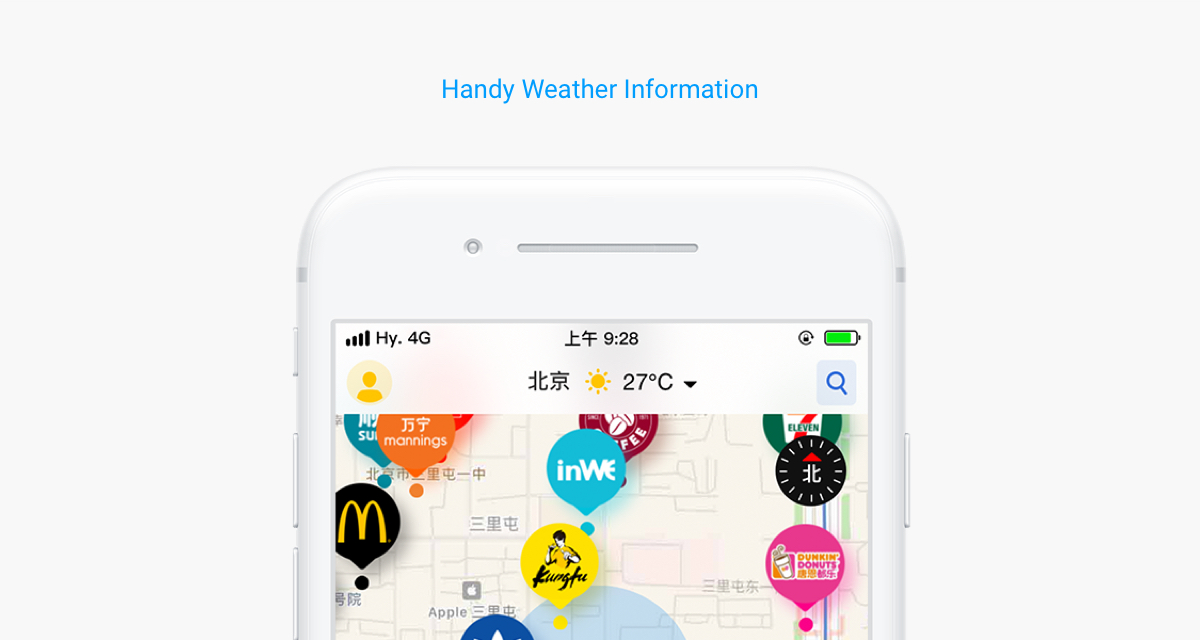 Handy Weather Information
Hy. 4G
上午 9:28
北京
27°C
万宁
mannings
ELEVEN
北
北京市三里屯一中
inWE
三里屯
Kungfu
DUNKIN'
DONUTS
唐恩都乐
三里屯东一
号院
Apple 三里屯